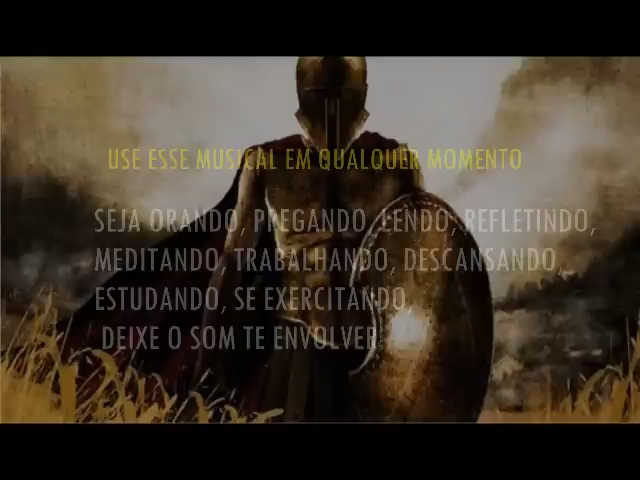 USE ESSE MUSICAL EM QUALQUER MOMENTO
SEJA ORANDO, PREGANDO, LENDO, REFLETINDO,
MEDITANDO, TRABALHANDO, DESCANSANDO,
ESTUDANDO, SE EXERCITANDO
DEIXE O SOM TE ENVOLVER